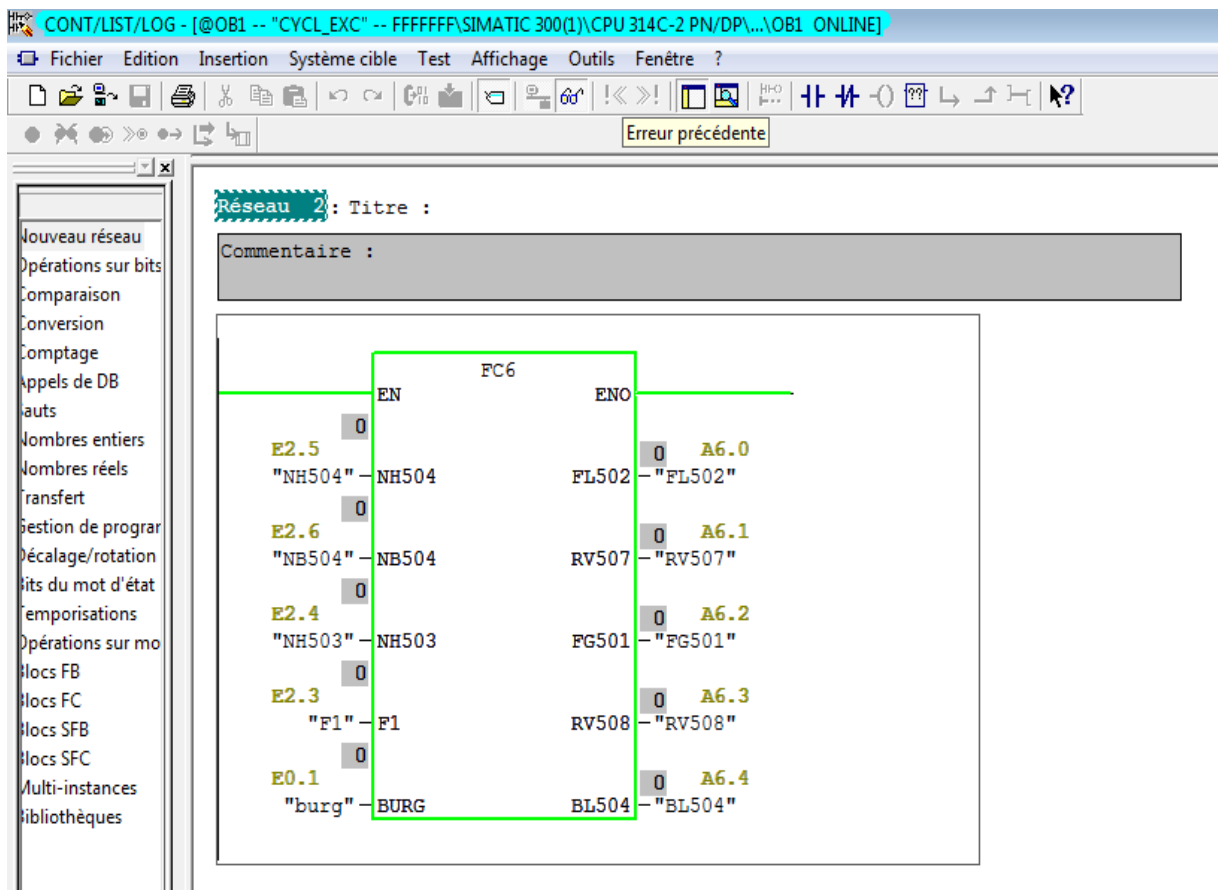 CONT/LIST/LOG - [@OB1 -- "CYCL_EXC" -- FFFFFFF\SIMATIC 300(1)\CPU 314C-2 PN/DP\...\OB1 ONLINE]
Fichier Edition Insertion Système cible Test Affichage Outils Fenêtre ?
Erreur précédente
Réseau 2 : Titre :
Commentaire :
Nouveau réseau
Opérations sur bits
Comparaison
Conversion
Comptage
Appels de DB
Sauts
Nombres entiers
Nombres réels
Transfert
Gestion de prograr
Décalage/rotation
Bits du mot d'état
Temporisations
Opérations sur mo
Blocs FB
Blocs FC
Blocs SFB
Blocs SFC
Multi-instances
Bibliothèques
FC6
EN ENO
0
E2.5 0 A6.0
"NH504" NH504 FL502 "FL502"
0
E2.6 0 A6.1
"NB504" NB504 RV507 "RV507"
0
E2.4 0 A6.2
"NH503" NH503 FG501 "FG501"
0
E2.3 0 A6.3
"F1" F1 RV508 "RV508"
0
E0.1 0 A6.4
"burg" BURG BL504 "BL504"